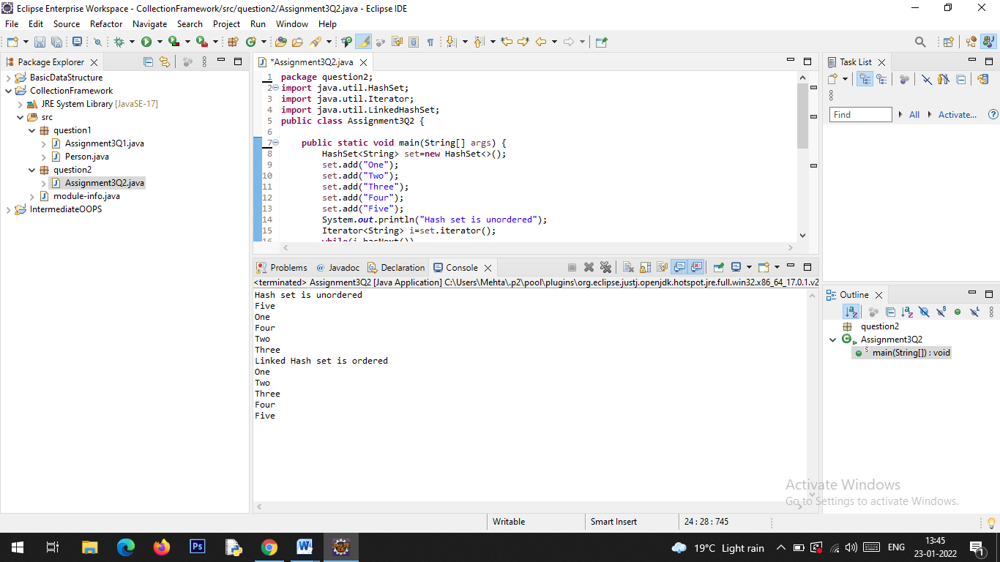 Eclipse Enterprise Workspace - CollectionFramework/src/question2/Assignment3Q2.java - Eclipse IDE
File Edit Source Refactor Navigate Search Project Run Window Help
Package Explorer
BasicDataStructure
CollectionFramework
JRE System Library [JavaSE-17]
src
question1
Assignment3Q1.java
Person.java
question2
Assignment3Q2.java
module-info.java
IntermediateOOPS
*Assignment3Q2.java
1 package question2;
2 import java.util.HashSet;
3 import java.util.Iterator;
4 import java.util.LinkedHashSet;
5 public class Assignment3Q2 {
6
7 public static void main(String[] args) {
8 HashSet<String> set=new HashSet<>();
9 set.add("One");
10 set.add("Two");
11 set.add("Three");
12 set.add("Four");
13 set.add("Five");
14 System.out.println("Hash set is unordered");
15 Iterator<String> i=set.iterator();
16 while(i.hasNext())
Problems @ Javadoc Declaration Console
<terminated> Assignment3Q2 [Java Application] C:\Users\Mehta\.p2\pool\plugins\org.eclipse.justj.openjdk.hotspot.jre.full.win32.x86_64_17.0.1.v2
Hash set is unordered
Five
One
Four
Two
Three
Linked Hash set is ordered
One
Two
Three
Four
Five
Task List
Find All Activate...
Outline
question2
Assignment3Q2
main(String[]) : void
Activate Windows
Go to Settings to activate Windows.
Writable Smart Insert 24 : 28 : 745
19°C Light rain ENG
13:45
23-01-2022
1